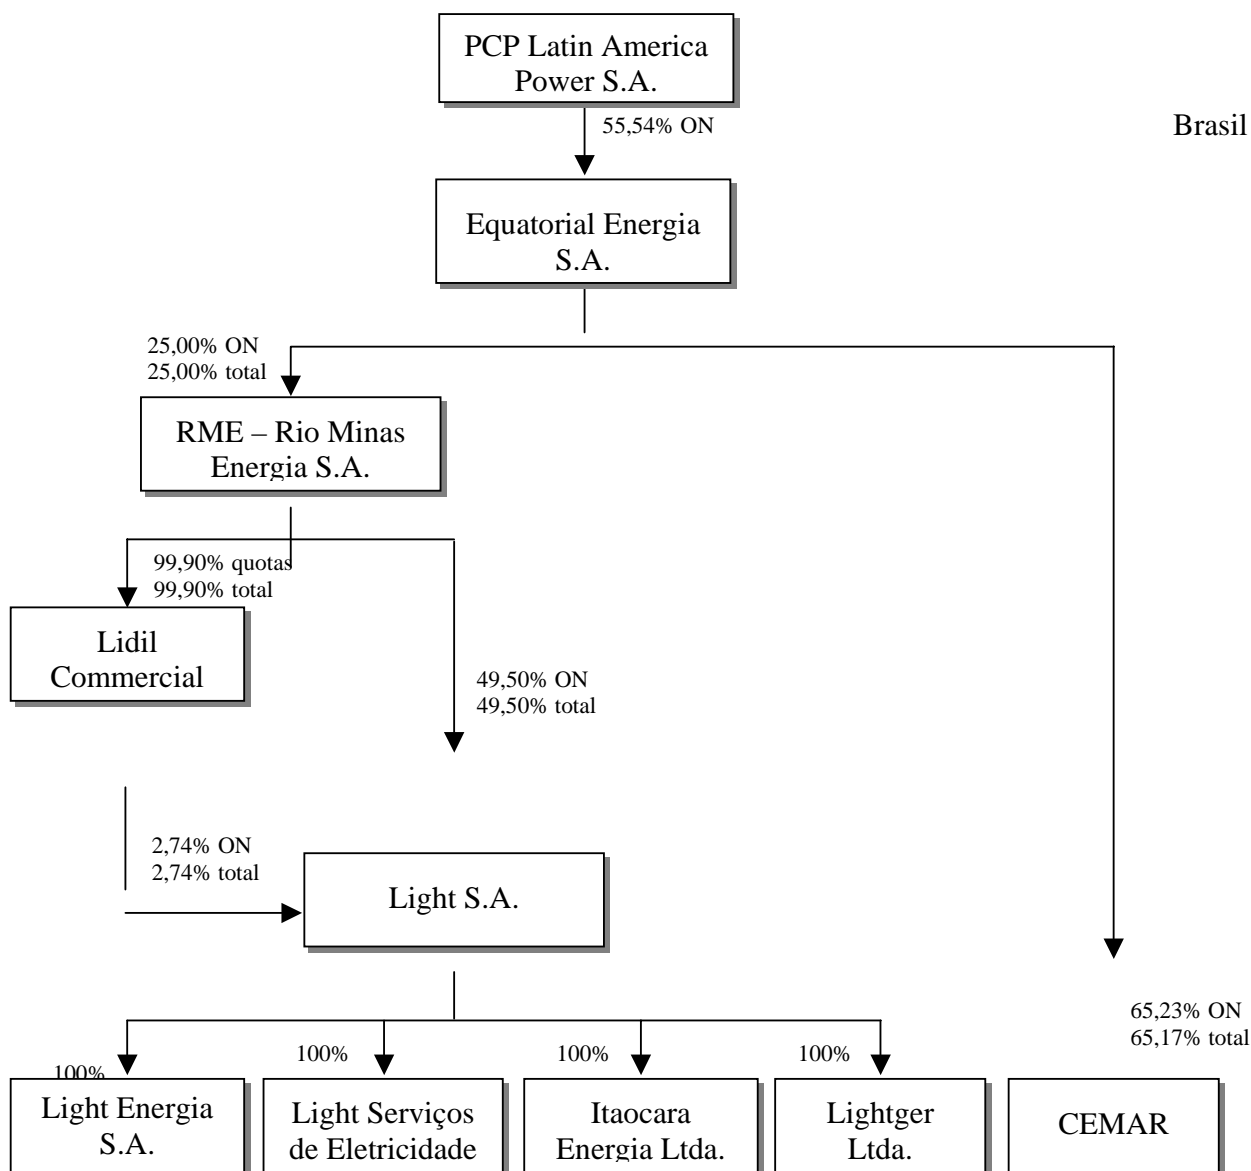 PCP Latin America
Power S.A.
55,54% ON
Brasil
Equatorial Energia
S.A.
25,00% ON
25,00% total
RME – Rio Minas
Energia S.A.
99,90% quotas
99,90% total
Lidil
Commercial
49,50% ON
49,50% total
2,74% ON
2,74% total
Light S.A.
65,23% ON
65,17% total
100%
100%
100%
100%
Light Energia
S.A.
Light Serviços
de Eletricidade
Itaocara
Energia Ltda.
Lightger
Ltda.
CEMAR